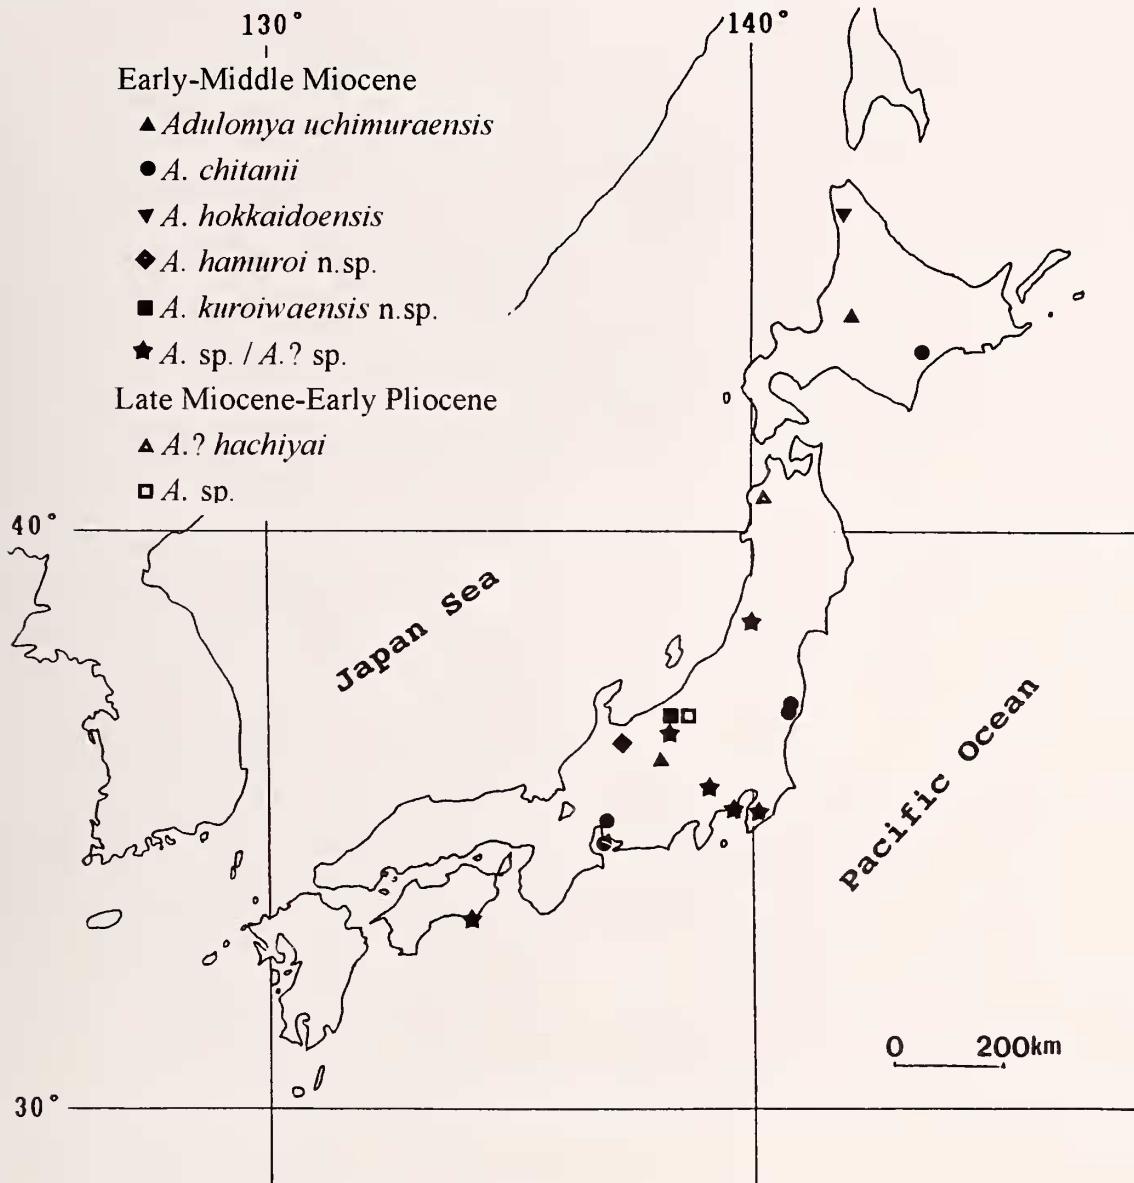 130°
140°
Early-Middle Miocene
Adulomya uchimuraensis
A. chitanii
A. hokkaidoensis
A. hamuroi n.sp.
A. kuroiwaensis n.sp.
A. sp. / A.? sp.
Late Miocene-Early Pliocene
A.? hachiyai
A. sp.
40°
Japan Sea
Pacific Ocean
0 200km
30°